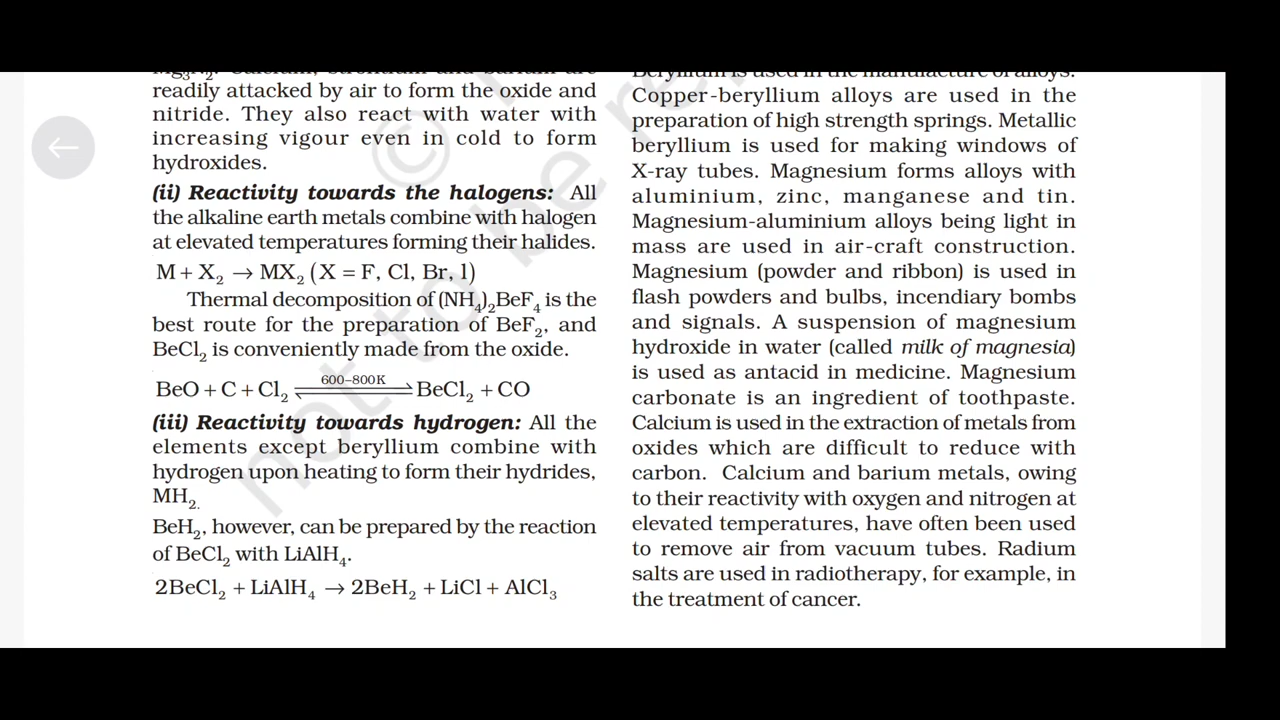 readily attacked by air to form the oxide and
nitride. They also react with water with
increasing vigour even in cold to form
hydroxides.
(ii) Reactivity towards the halogens: All
the alkaline earth metals combine with halogen
at elevated temperatures forming their halides.
M + X₂ → MX₂ (X = F, Cl, Br, l)
Thermal decomposition of (NH₄)₂BeF₄ is the
best route for the preparation of BeF₂, and
BeCl₂ is conveniently made from the oxide.
600–800K
BeO + C + Cl₂ ⇌ BeCl₂ + CO
(iii) Reactivity towards hydrogen: All the
elements except beryllium combine with
hydrogen upon heating to form their hydrides,
MH₂.
BeH₂, however, can be prepared by the reaction
of BeCl₂ with LiAlH₄.
2BeCl₂ + LiAlH₄ → 2BeH₂ + LiCl + AlCl₃
Beryllium is used in the manufacture of alloys.
Copper-beryllium alloys are used in the
preparation of high strength springs. Metallic
beryllium is used for making windows of
X-ray tubes. Magnesium forms alloys with
aluminium, zinc, manganese and tin.
Magnesium-aluminium alloys being light in
mass are used in air-craft construction.
Magnesium (powder and ribbon) is used in
flash powders and bulbs, incendiary bombs
and signals. A suspension of magnesium
hydroxide in water (called milk of magnesia)
is used as antacid in medicine. Magnesium
carbonate is an ingredient of toothpaste.
Calcium is used in the extraction of metals from
oxides which are difficult to reduce with
carbon. Calcium and barium metals, owing
to their reactivity with oxygen and nitrogen at
elevated temperatures, have often been used
to remove air from vacuum tubes. Radium
salts are used in radiotherapy, for example, in
the treatment of cancer.
©
not to be re